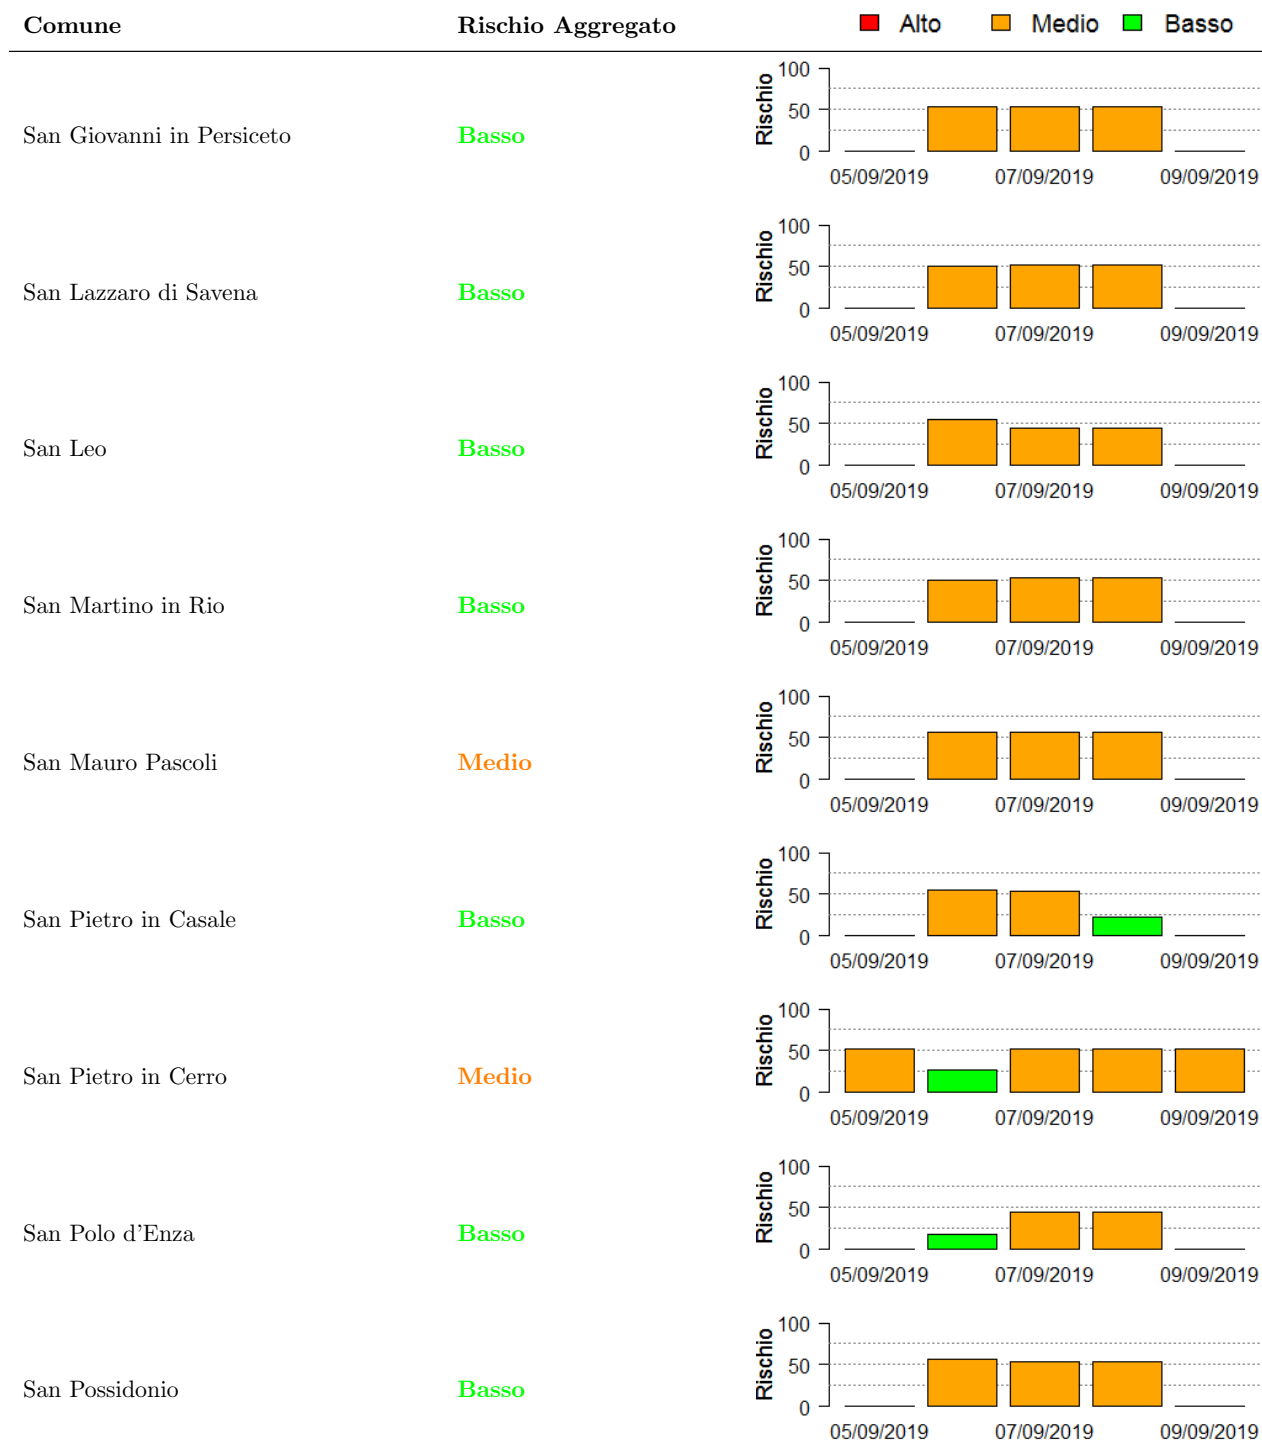 Comune Rischio Aggregato Alto Medio Basso
San Giovanni in Persiceto Basso
Rischio
100
50
0
05/09/2019 07/09/2019 09/09/2019
San Lazzaro di Savena Basso
Rischio
100
50
0
05/09/2019 07/09/2019 09/09/2019
San Leo Basso
Rischio
100
50
0
05/09/2019 07/09/2019 09/09/2019
San Martino in Rio Basso
Rischio
100
50
0
05/09/2019 07/09/2019 09/09/2019
San Mauro Pascoli Medio
Rischio
100
50
0
05/09/2019 07/09/2019 09/09/2019
San Pietro in Casale Basso
Rischio
100
50
0
05/09/2019 07/09/2019 09/09/2019
San Pietro in Cerro Medio
Rischio
100
50
0
05/09/2019 07/09/2019 09/09/2019
San Polo d'Enza Basso
Rischio
100
50
0
05/09/2019 07/09/2019 09/09/2019
San Possidonio Basso
Rischio
100
50
0
05/09/2019 07/09/2019 09/09/2019